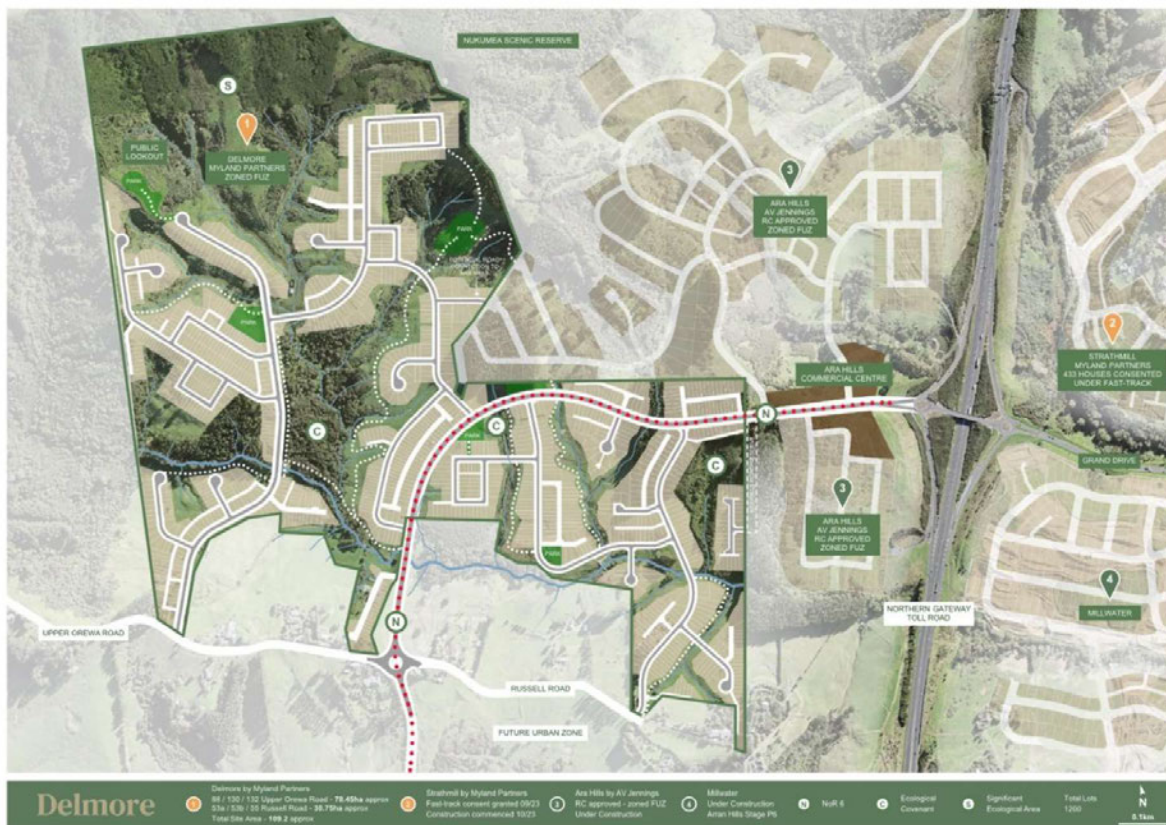 NUKUMEA SCENIC RESERVE
S
1
PUBLIC
LOOKOUT
DELMORE
MYLAND PARTNERS
ZONED FUZ
PARK
3
ARA HILLS
AV JENNINGS
RC APPROVED
ZONED FUZ
PARK
PARK
2
STRATHMILL
MYLAND PARTNERS
433 HOUSES CONSENTED
UNDER FAST-TRACK
ARA HILLS
COMMERCIAL CENTRE
N
C
C
PARK
C
GRAND DRIVE
3
ARA HILLS
AV JENNINGS
RC APPROVED
ZONED FUZ
PARK
4
MILLWATER
NORTHERN GATEWAY
TOLL ROAD
N
UPPER OREWA ROAD
RUSSELL ROAD
FUTURE URBAN ZONE
Delmore
1
Delmore by Myland Partners
88 / 130 / 132 Upper Orewa Road - 78.45ha approx
53a / 53b / 55 Russell Road - 30.75ha approx
Total Site Area - 109.2 approx
2
Strathmill by Myland Partners
Fast-track consent granted 09/23
Construction commenced 10/23
3
Ara Hills by AV Jennings
RC approved - zoned FUZ
Under Construction
4
Millwater
Under Construction
Arran Hills Stage P6
N
NoR 6
C
Ecological
Covenant
S
Significant
Ecological Area
Total Lots
1200
N
0.1km